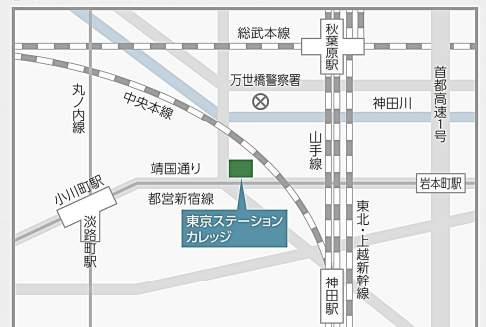 総武本線
秋葉原駅
万世橋警察署
首都高速1号
丸ノ内線
中央本線
神田川
山手線
靖国通り
小川町駅
都営新宿線
岩本町駅
東京ステーション
カレッジ
淡路町駅
東北・上越新幹線
神田駅